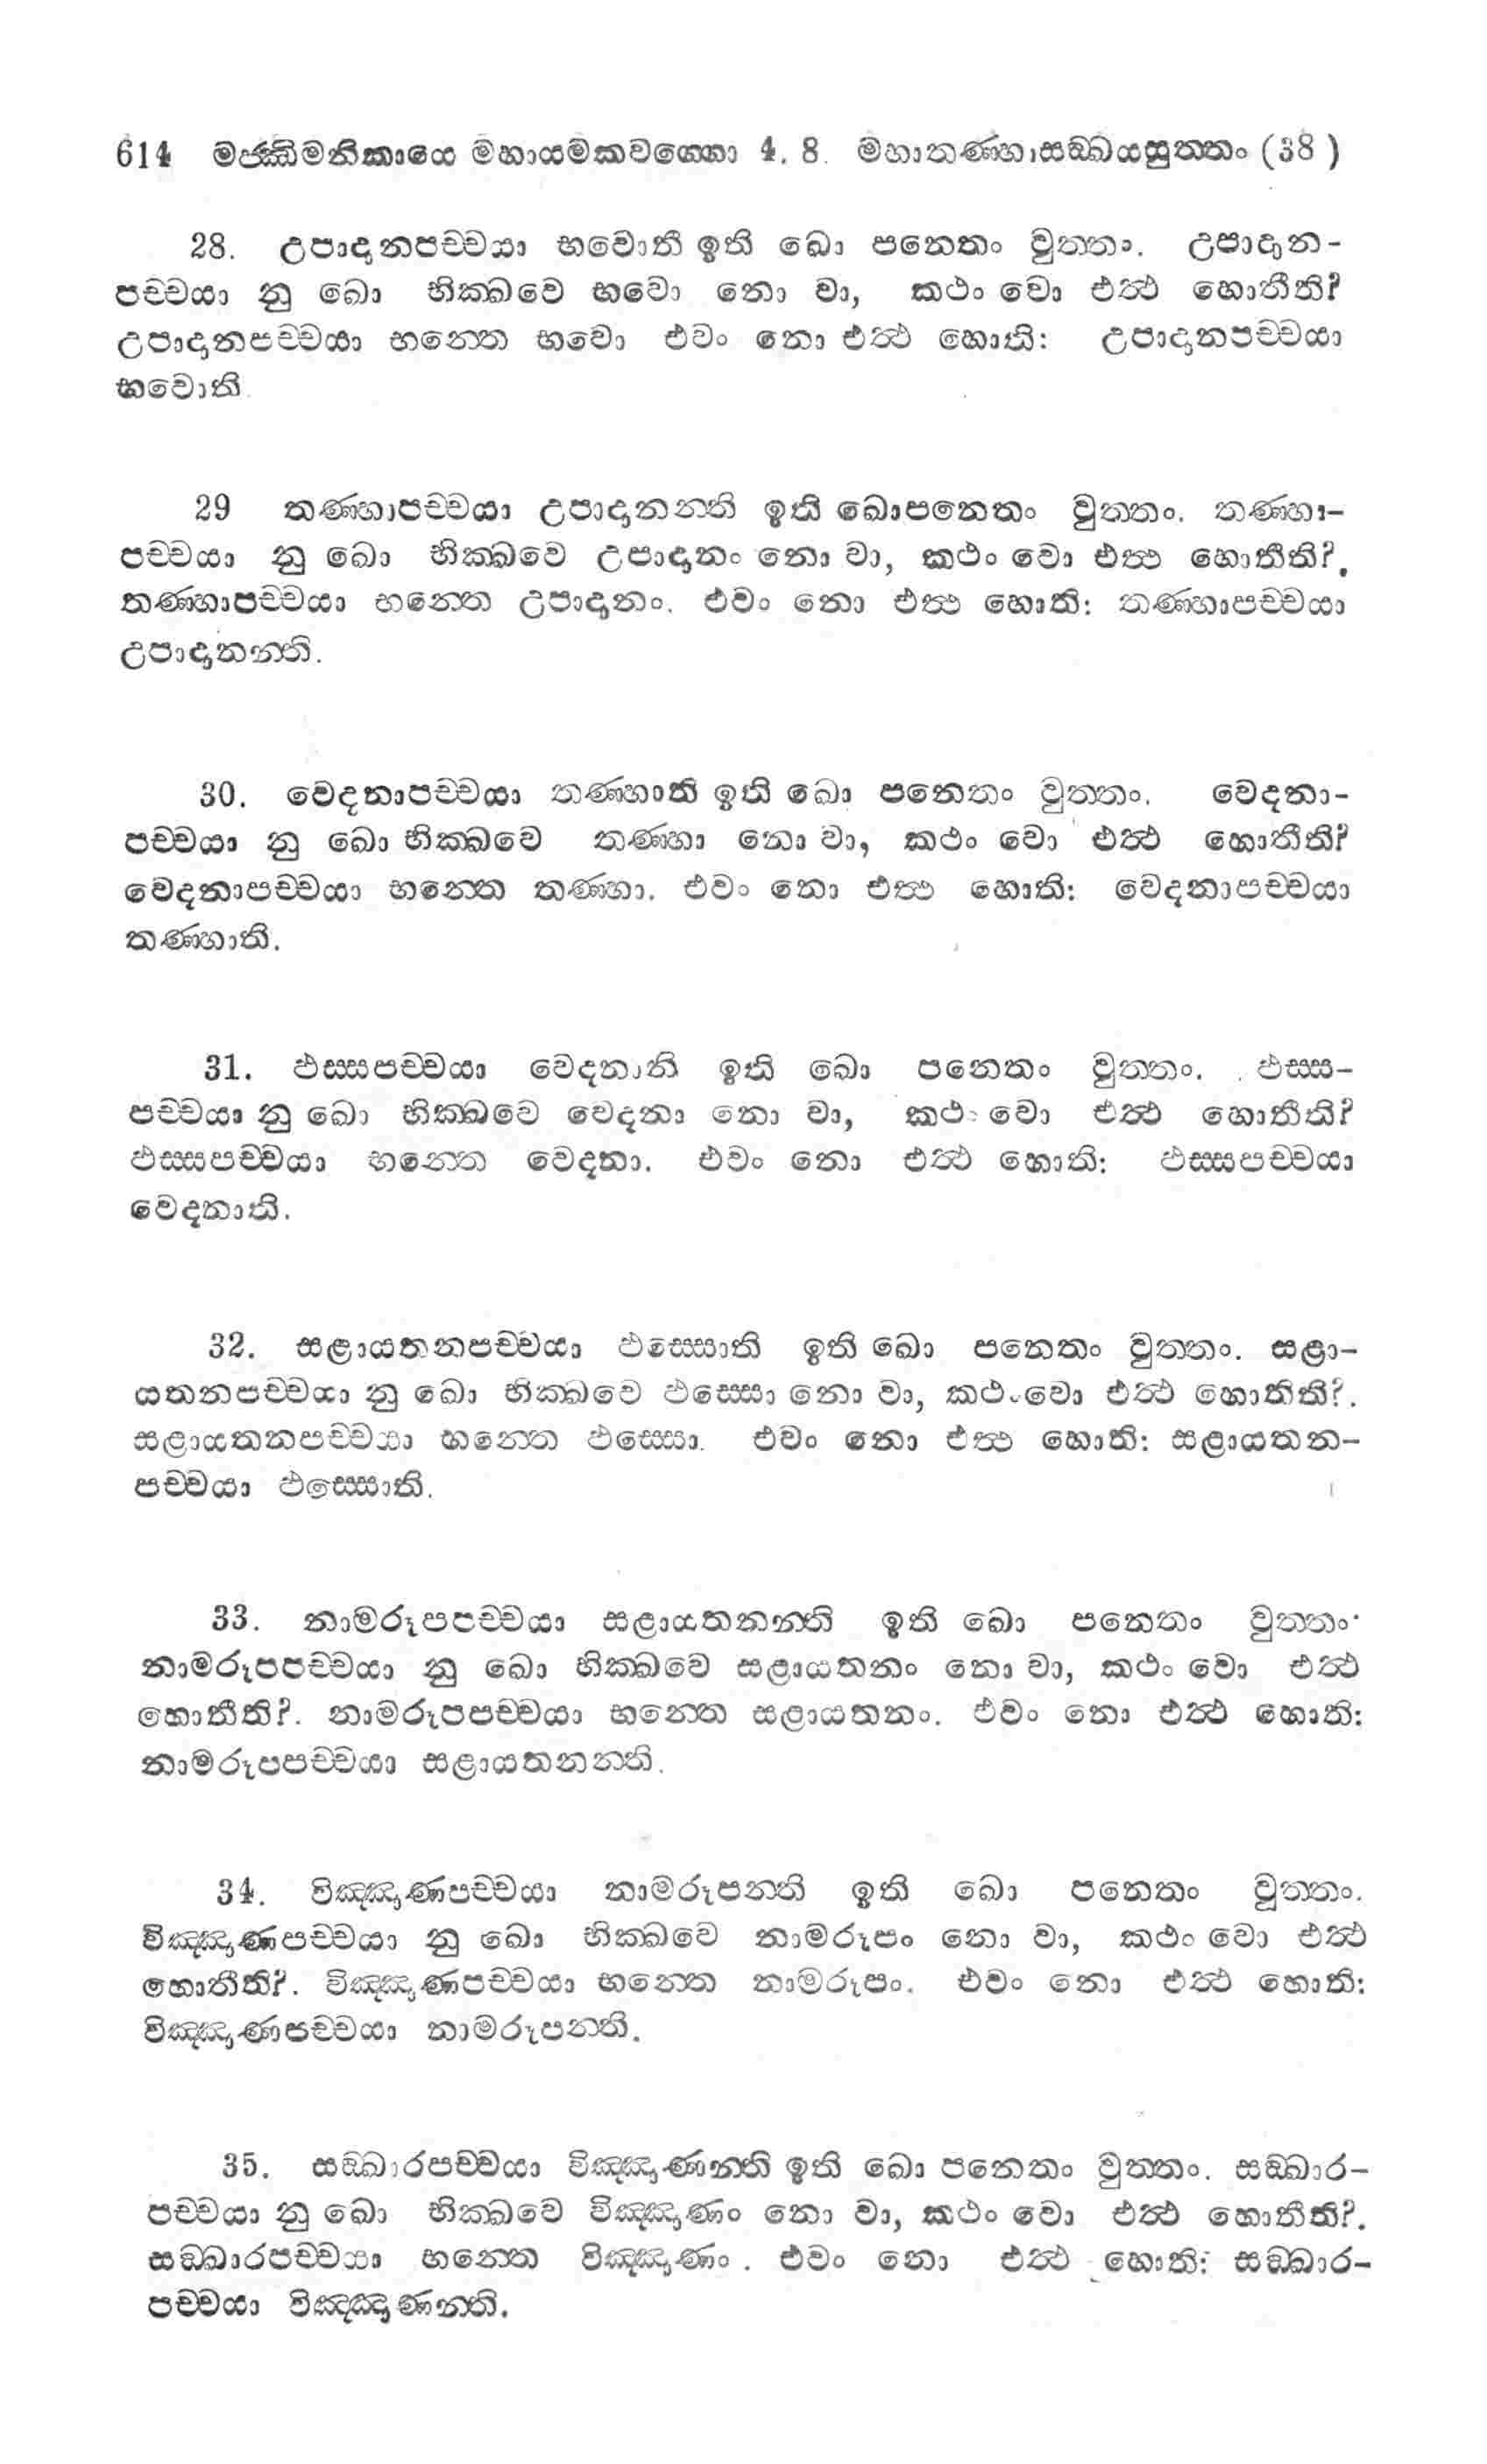 614 මජ්ඣිමනිකායෙ මහායමකවග්ගො 4. 8. මහාතණ්හාසඞ්ඛයසුත්තං (38)
28. උපාදානපච්චයා භවොති ඉති ඛො පනෙතං වුත්තං. උපාදාන-
පච්චයා නු ඛො භික්ඛවෙ භවො නො වා, කථං වො එත්ථ හොතීති?
උපාදානපච්චයා භන්තෙ භවො එවං නො එත්ථ හොති: උපාදානපච්චයා
භවොති.
29 තණ්හාපච්චයා උපාදානන්ති ඉති ඛොපනෙතං වුත්තං. තණ්හා-
පච්චයා නු ඛො භික්ඛවෙ උපාදානං නො වා, කථං වො එත්ථ හොතීති?.
තණ්හාපච්චයා භන්තෙ උපාදානං. එවං නො එත්ථ හොති: තණ්හාපච්චයා
උපාදානන්ති.
30. වෙදනාපච්චයා තණ්හාති ඉති ඛො පනෙතං වුත්තං. වෙදනා-
පච්චයා නු ඛො භික්ඛවෙ තණ්හා නො වා, කථං වො එත්ථ හොතීති?
වෙදනාපච්චයා භන්තෙ තණ්හා. එවං නො එත්ථ හොති: වෙදනාපච්චයා
තණ්හාති.
31. ඵස්සපච්චයා වෙදනාති ඉති ඛො පනෙතං වුත්තං. ඵස්ස-
පච්චයා නු ඛො භික්ඛවෙ වෙදනා නො වා, කථං වො එත්ථ හොතීති?
ඵස්සපච්චයා භන්තෙ වෙදනා. එවං නො එත්ථ හොති: ඵස්සපච්චයා
වෙදනාති.
32. සළායතනපච්චයා ඵස්සොති ඉති ඛො පනෙතං වුත්තං. සළා-
යතනපච්චයා නු ඛො භික්ඛවෙ ඵස්සො නො වා, කථං වො එත්ථ හොතිති?.
සළායතනපච්චයා භන්තෙ ඵස්සො. එවං නො එත්ථ හොති: සළායතන-
පච්චයා ඵස්සොති.
33. නාමරූපපච්චයා සළායතනන්ති ඉති ඛො පනෙතං වුත්තං.
නාමරූපපච්චයා නු ඛො භික්ඛවෙ සළායතනං නො වා, කථං වො එත්ථ
හොතීති?. නාමරූපපච්චයා භන්තෙ සළායතනං. එවං නො එත්ථ හොති:
නාමරූපපච්චයා සළායතනන්ති.
34. විඤ්ඤාණපච්චයා නාමරූපන්ති ඉති ඛො පනෙතං වූත්තං.
විඤ්ඤාණපච්චයා නු ඛො භික්ඛවෙ නාමරූපං නො වා, කථං වො එත්ථ
හොතීති?. විඤ්ඤාණපච්චයා භන්තෙ නාමරූපං. එවං නො එත්ථ හොති:
විඤ්ඤාණපච්චයා නාමරූපන්ති.
35. සඞ්ඛාරපච්චයා විඤ්ඤාණන්ති ඉති ඛො පනෙතං වුත්තං. සඞ්ඛාර-
පච්චයා නු ඛො භික්ඛවෙ විඤ්ඤාණං නො වා, කථං වො එත්ථ හොතීති?.
සඞ්ඛාරපච්චයා භන්තෙ විඤ්ඤාණං. එවං නො එත්ථ හොති: සඞ්ඛාර-
පච්චයා විඤ්ඤාණන්ති.